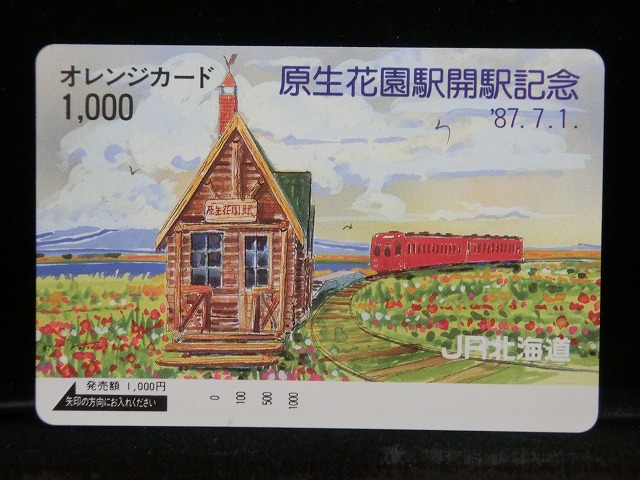 オレンジカード
1,000
原生花園駅開駅記念
'87.7.1.
原生花園駅
JR北海道
発売額 1,000円
矢印の方向にお入れください
0 100 500 1000